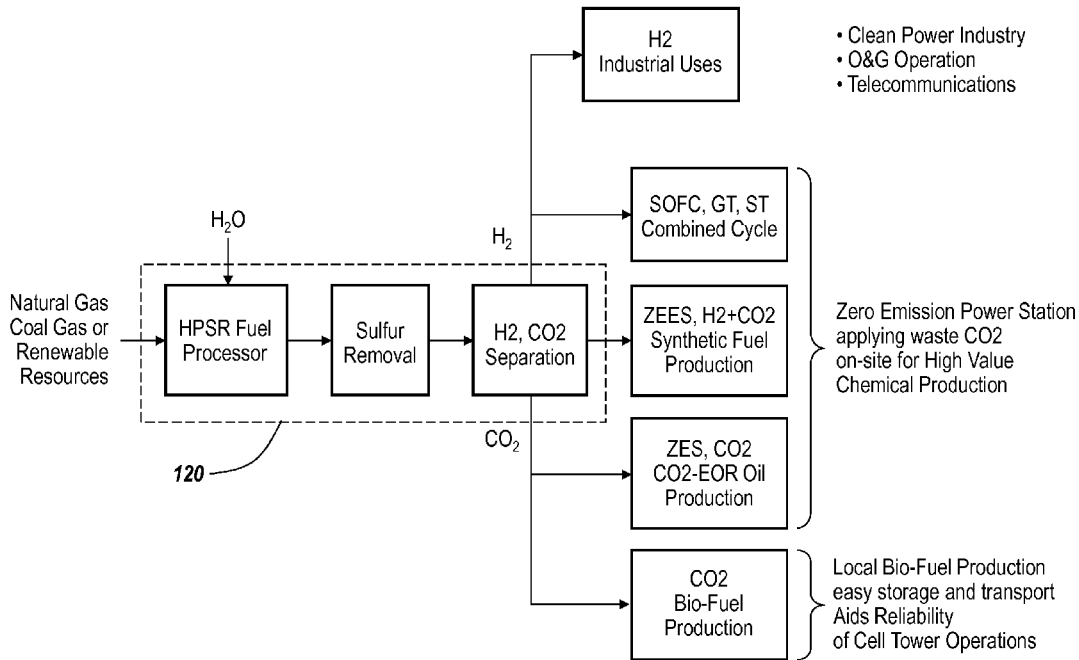 H2
Industrial Uses
• Clean Power Industry
• O&G Operation
• Telecommunications
SOFC, GT, ST
Combined Cycle
H₂O
H₂
Natural Gas
Coal Gas or
Renewable
Resources
HPSR Fuel
Processor
Sulfur
Removal
H2, CO2
Separation
ZEES, H2+CO2
Synthetic Fuel
Production
Zero Emission Power Station
applying waste CO2
on-site for High Value
Chemical Production
CO₂
120
ZES, CO2
CO2-EOR Oil
Production
CO2
Bio-Fuel
Production
Local Bio-Fuel Production
easy storage and transport
Aids Reliability
of Cell Tower Operations